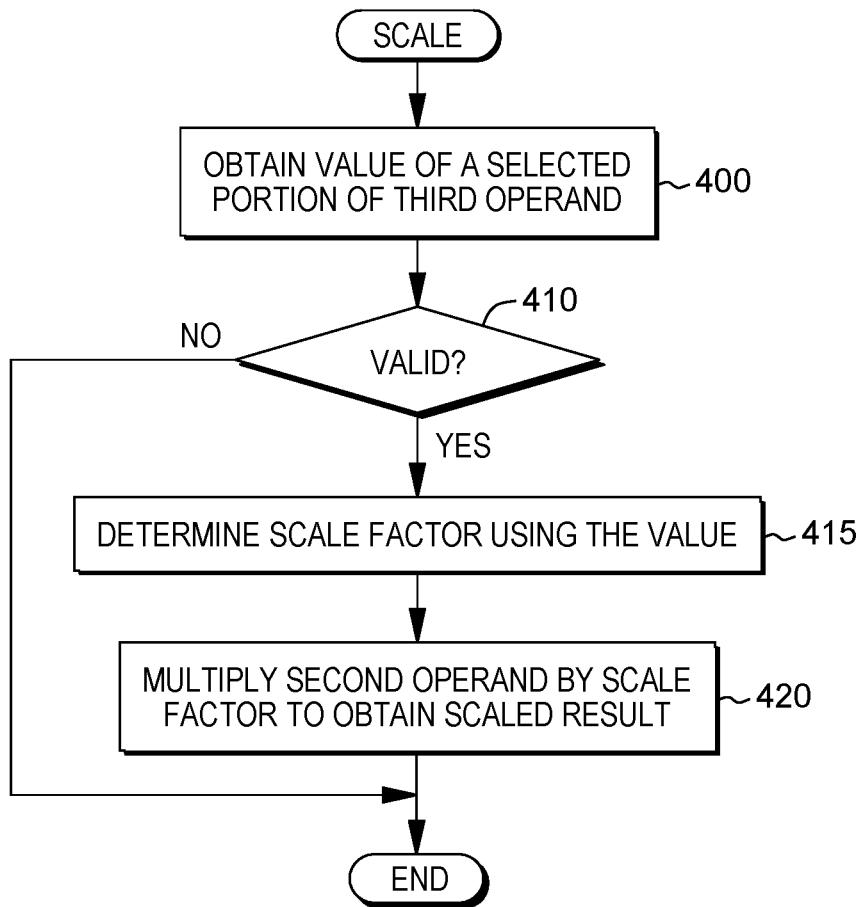 SCALE
OBTAIN VALUE OF A SELECTED
PORTION OF THIRD OPERAND
400
410
NO
VALID?
YES
DETERMINE SCALE FACTOR USING THE VALUE
415
MULTIPLY SECOND OPERAND BY SCALE
FACTOR TO OBTAIN SCALED RESULT
420
END